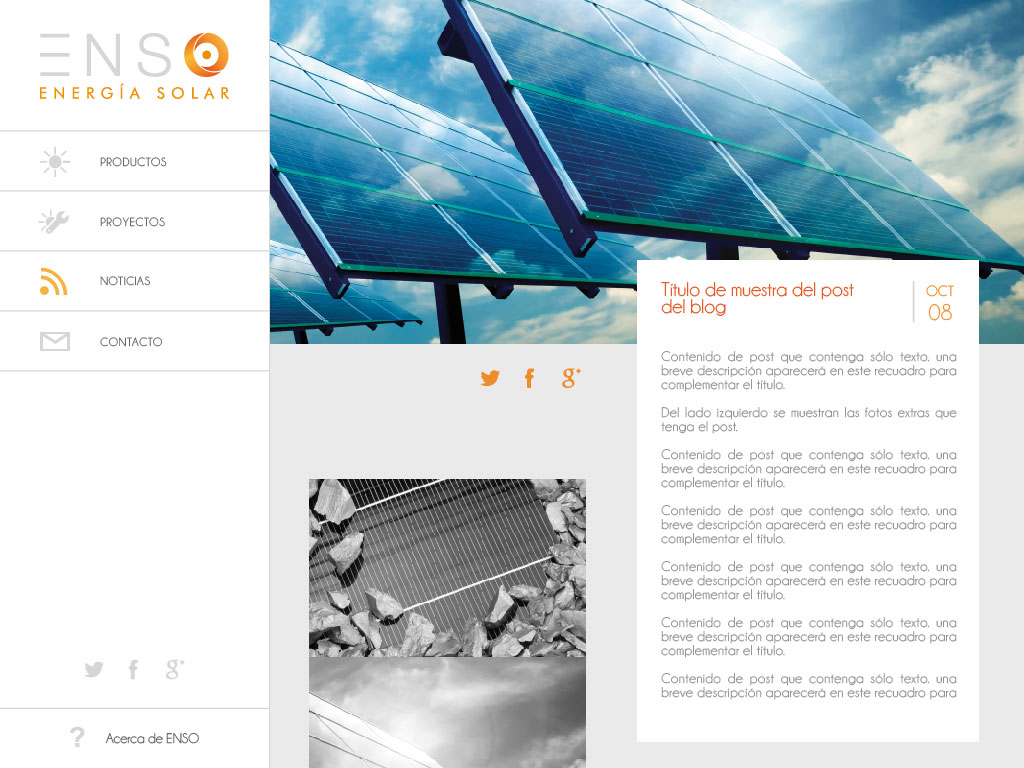 ENSO
ENERGÍA SOLAR
PRODUCTOS
PROYECTOS
NOTICIAS
CONTACTO
?
Acerca de ENSO
Título de muestra del post
del blog
OCT
08
Contenido de post que contenga sólo texto. una
breve descripción aparecerá en este recuadro para
complementar el título.
Del lado izquierdo se muestran las fotos extras que
tenga el post.
Contenido de post que contenga sólo texto. una
breve descripción aparecerá en este recuadro para
complementar el título.
Contenido de post que contenga sólo texto. una
breve descripción aparecerá en este recuadro para
complementar el título.
Contenido de post que contenga sólo texto. una
breve descripción aparecerá en este recuadro para
complementar el título.
Contenido de post que contenga sólo texto. una
breve descripción aparecerá en este recuadro para
complementar el título.
Contenido de post que contenga sólo texto. una
breve descripción aparecerá en este recuadro para